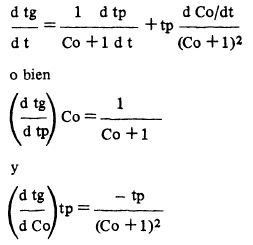 d tg/d t = 1/(Co + 1) d tp/d t + tp (d Co/dt)/(Co + 1)²
o bien
(d tg/d tp) Co = 1/(Co + 1)
y
(d tg/d Co) tp = – tp/(Co + 1)²